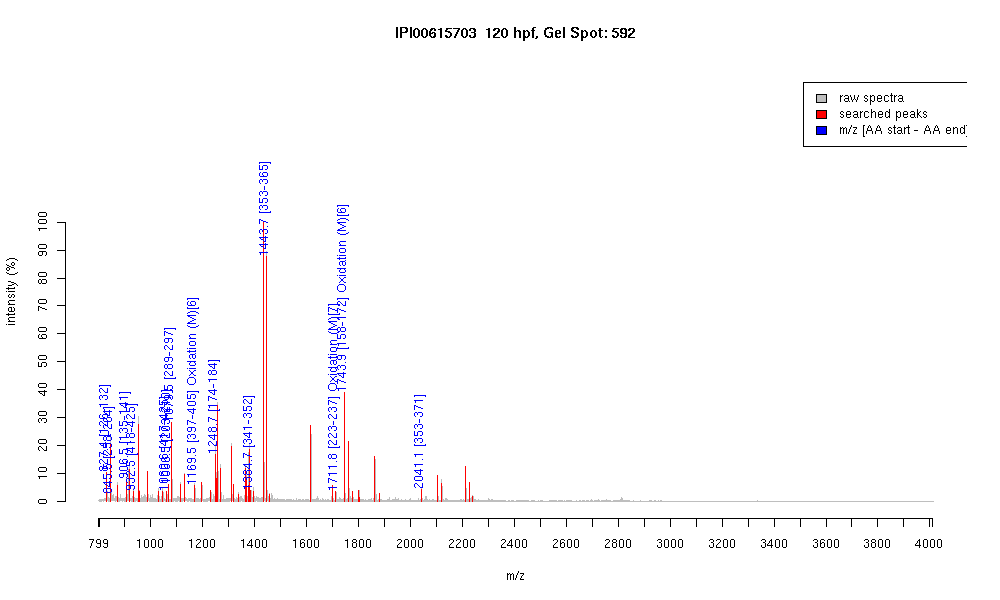 IPI00615703 120 hpf, Gel Spot: 592
raw spectra
searched peaks
m/z [AA start - AA end]
1443.7 [353-365]
1743.9 [158-172] Oxidation (M)[6]
1711.8 [223-237] Oxidation (M)[7]
1169.5 [397-405] Oxidation (M)[6]
[289-297]
1248.7 [174-184]
1384.7 [341-352]
2041.1 [353-371]
[126-132]
906.5 [135-141]
932.5 [418-425]
intensity (%)
0 10 20 30 40 50 60 70 80 90 100
799 1000 1200 1400 1600 1800 2000 2200 2400 2600 2800 3000 3200 3400 3600 3800 4000
m/z